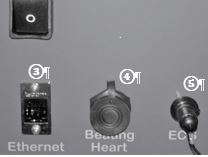 ③¶
④¶
⑤¶
Ethernet
Beating
Heart
ECG